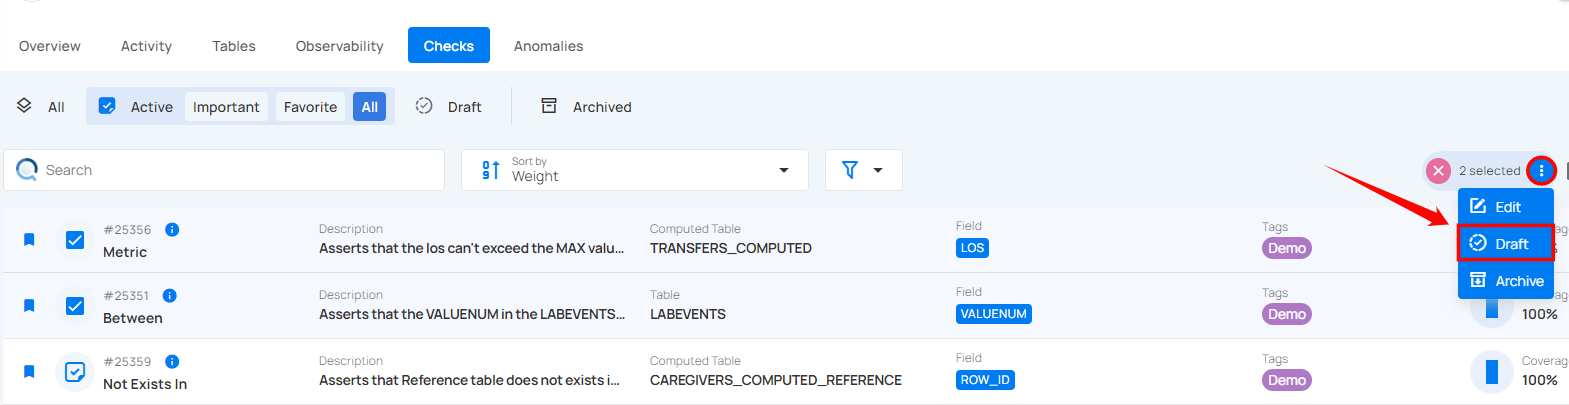 Overview Activity Tables Observability Checks Anomalies
All Active Important Favorite All Draft Archived
Search Sort by Weight 2 selected
Edit
Draft
Archive
#25356 Description Computed Table Field Tags
Metric Asserts that the los can't exceed the MAX valu... TRANSFERS_COMPUTED LOS Demo
#25351 Description Table Field Tags
Between Asserts that the VALUENUM in the LABEVENTS... LABEVENTS VALUENUM Demo 100%
#25359 Description Computed Table Field Tags Coverag
Not Exists In Asserts that Reference table does not exists i... CAREGIVERS_COMPUTED_REFERENCE ROW_ID Demo 100%